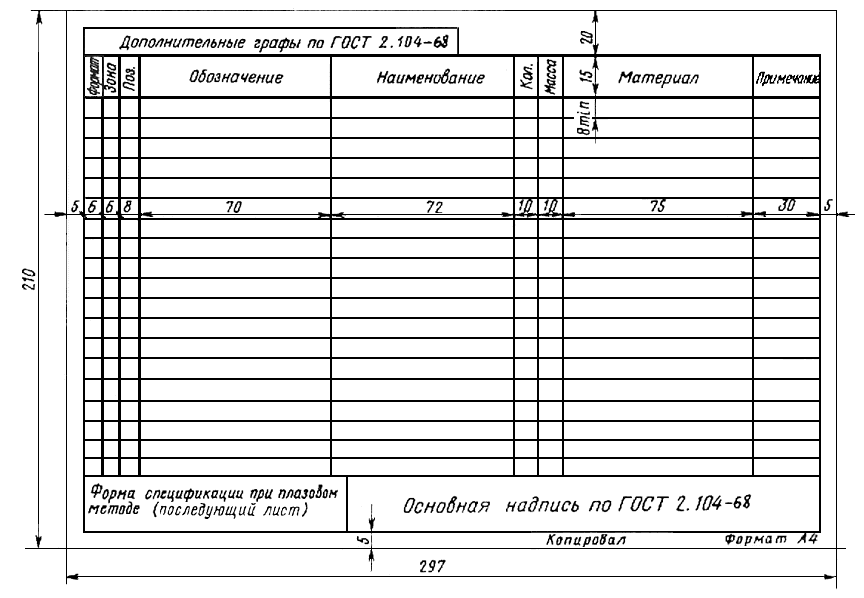 Дополнительные графы по ГОСТ 2.104-68
20
Формат Зона Поз. Обозначение Наименование Кол. Масса 15 Материал Примечание
8min
5 6 6 8 70 72 10 10 75 30 5
210
Форма спецификации при плазовом
методе (последующий лист)
Основная надпись по ГОСТ 2.104-68
5
Копировал Формат А4
297